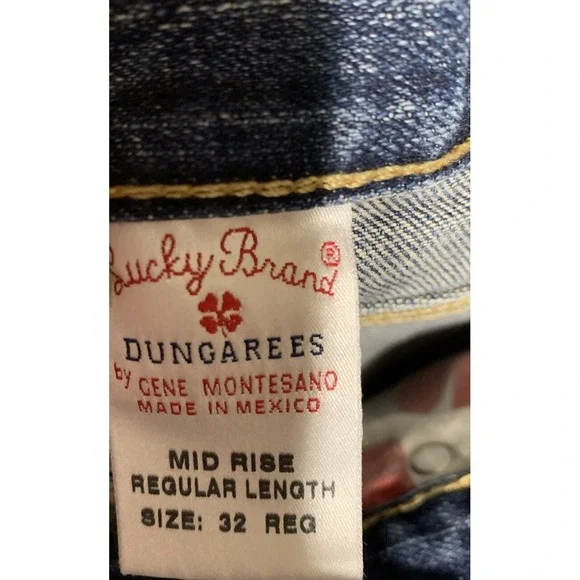 Lucky Brand®
DUNGAREES
by GENE MONTESANO
MADE IN MEXICO
MID RISE
REGULAR LENGTH
SIZE: 32 REG